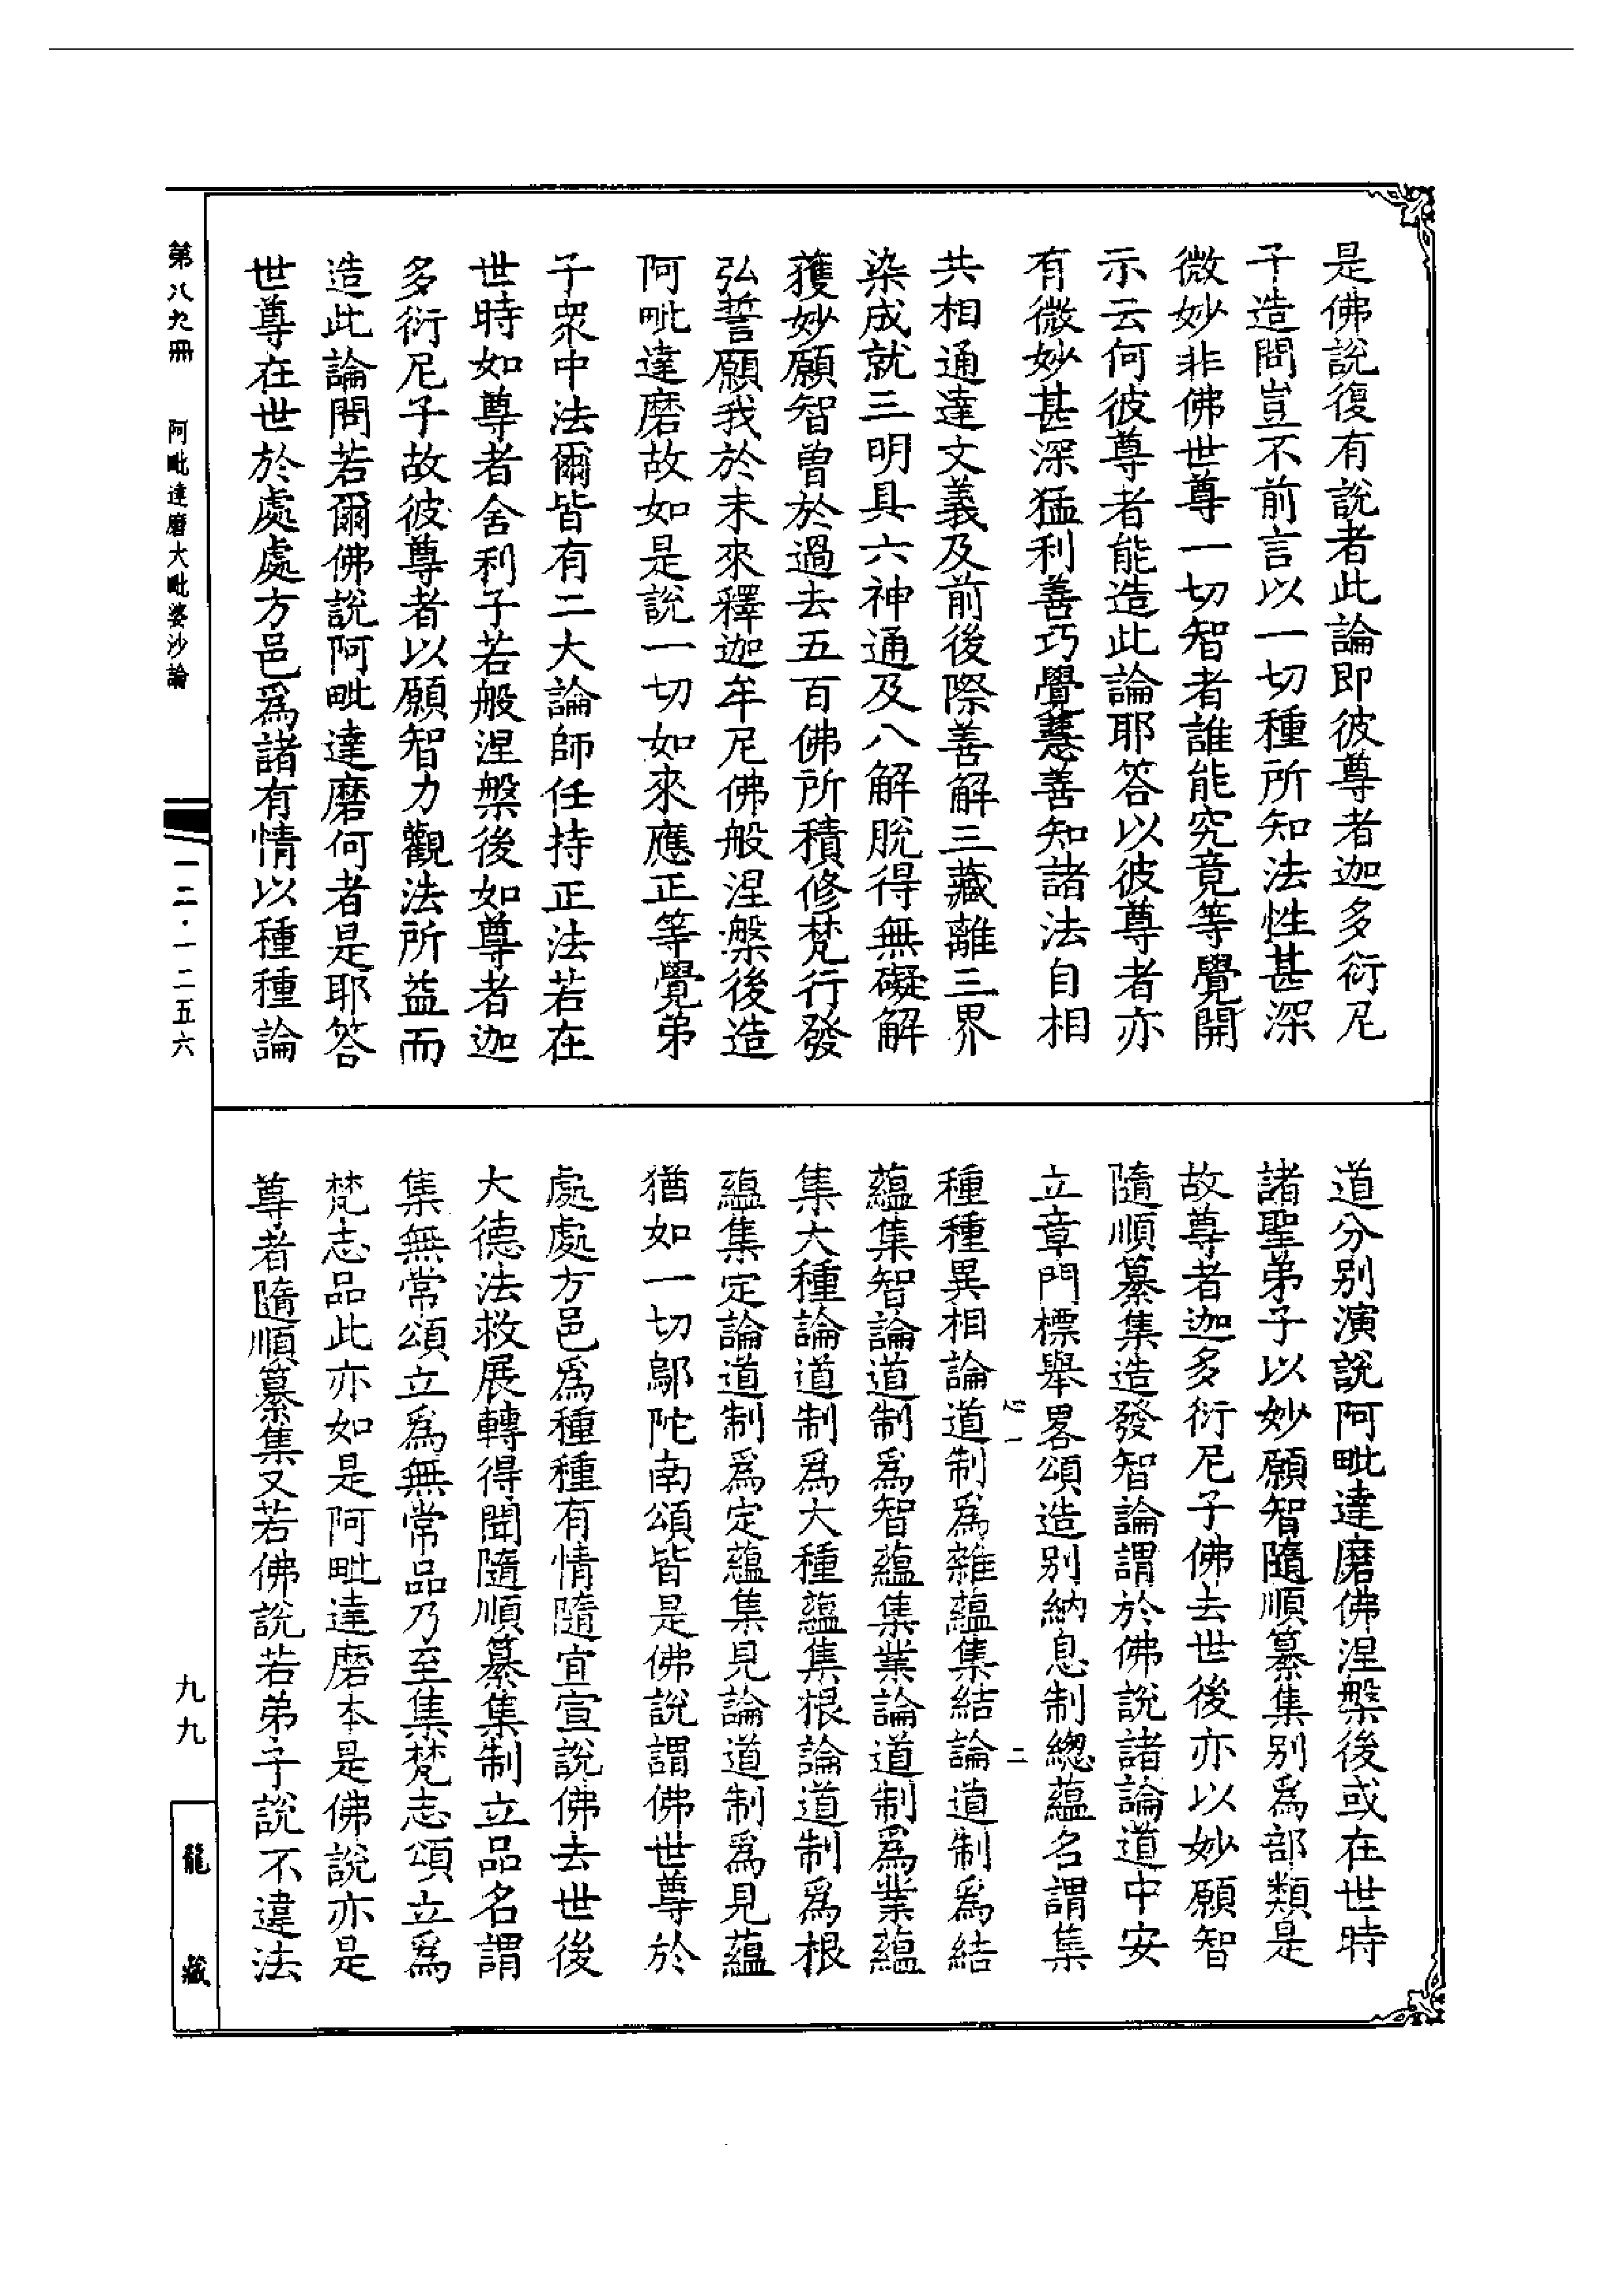 是佛說復有說者此論即彼尊者迦多衍尼
子造問豈不前言以一切種所知法性甚深
微妙非佛世尊一切智者誰能究竟等覺開
示云何彼尊者能造此論耶答以彼尊者亦
有微妙甚深猛利善巧覺慧善知諸法自相
共相通達文義及前後際善解三藏離三界
染成就三明具六神通及八解脫得無礙解
獲妙願智曾於過去五百佛所積修梵行發
弘誓願我於未來釋迦牟尼佛般涅槃後造
阿毗達磨故如是說一切如來應正等覺弟
子衆中法爾皆有二大論師任持正法若在
世時如尊者舍利子若般涅槃後如尊者迦
多衍尼子故彼尊者以願智力觀法所益而
造此論問若爾佛說阿毗達磨何者是耶答
世尊在世於處處方邑爲諸有情以種種論
道分别演說阿毗達磨佛涅槃後或在世時
諸聖弟子以妙願智隨順纂集别爲部類是
故尊者迦多衍尼子佛去世後亦以妙願智
隨順纂集造發智論謂於佛說諸論道中安
立章門標舉畧頌造别納息制總蘊名謂集
心一
二
種種異相論道制爲雜蘊集結論道制爲結
蘊集智論道制爲智蘊集業論道制爲業蘊
集大種論道制爲大種蘊集根論道制爲根
蘊集定論道制爲定蘊集見論道制爲見蘊
猶如一切鄔陀南頌皆是佛說謂佛世尊於
處處方邑爲種種有情隨宜宣說佛去世後
大德法救展轉得聞隨順纂集制立品名謂
集無常頌立爲無常品乃至集梵志頌立爲
梵志品此亦如是阿毗達磨本是佛說亦是
尊者隨順纂集又若佛說若弟子說不違法
第八九冊
阿毗達磨大毗婆沙論
一二·一二五六
九九
龍藏